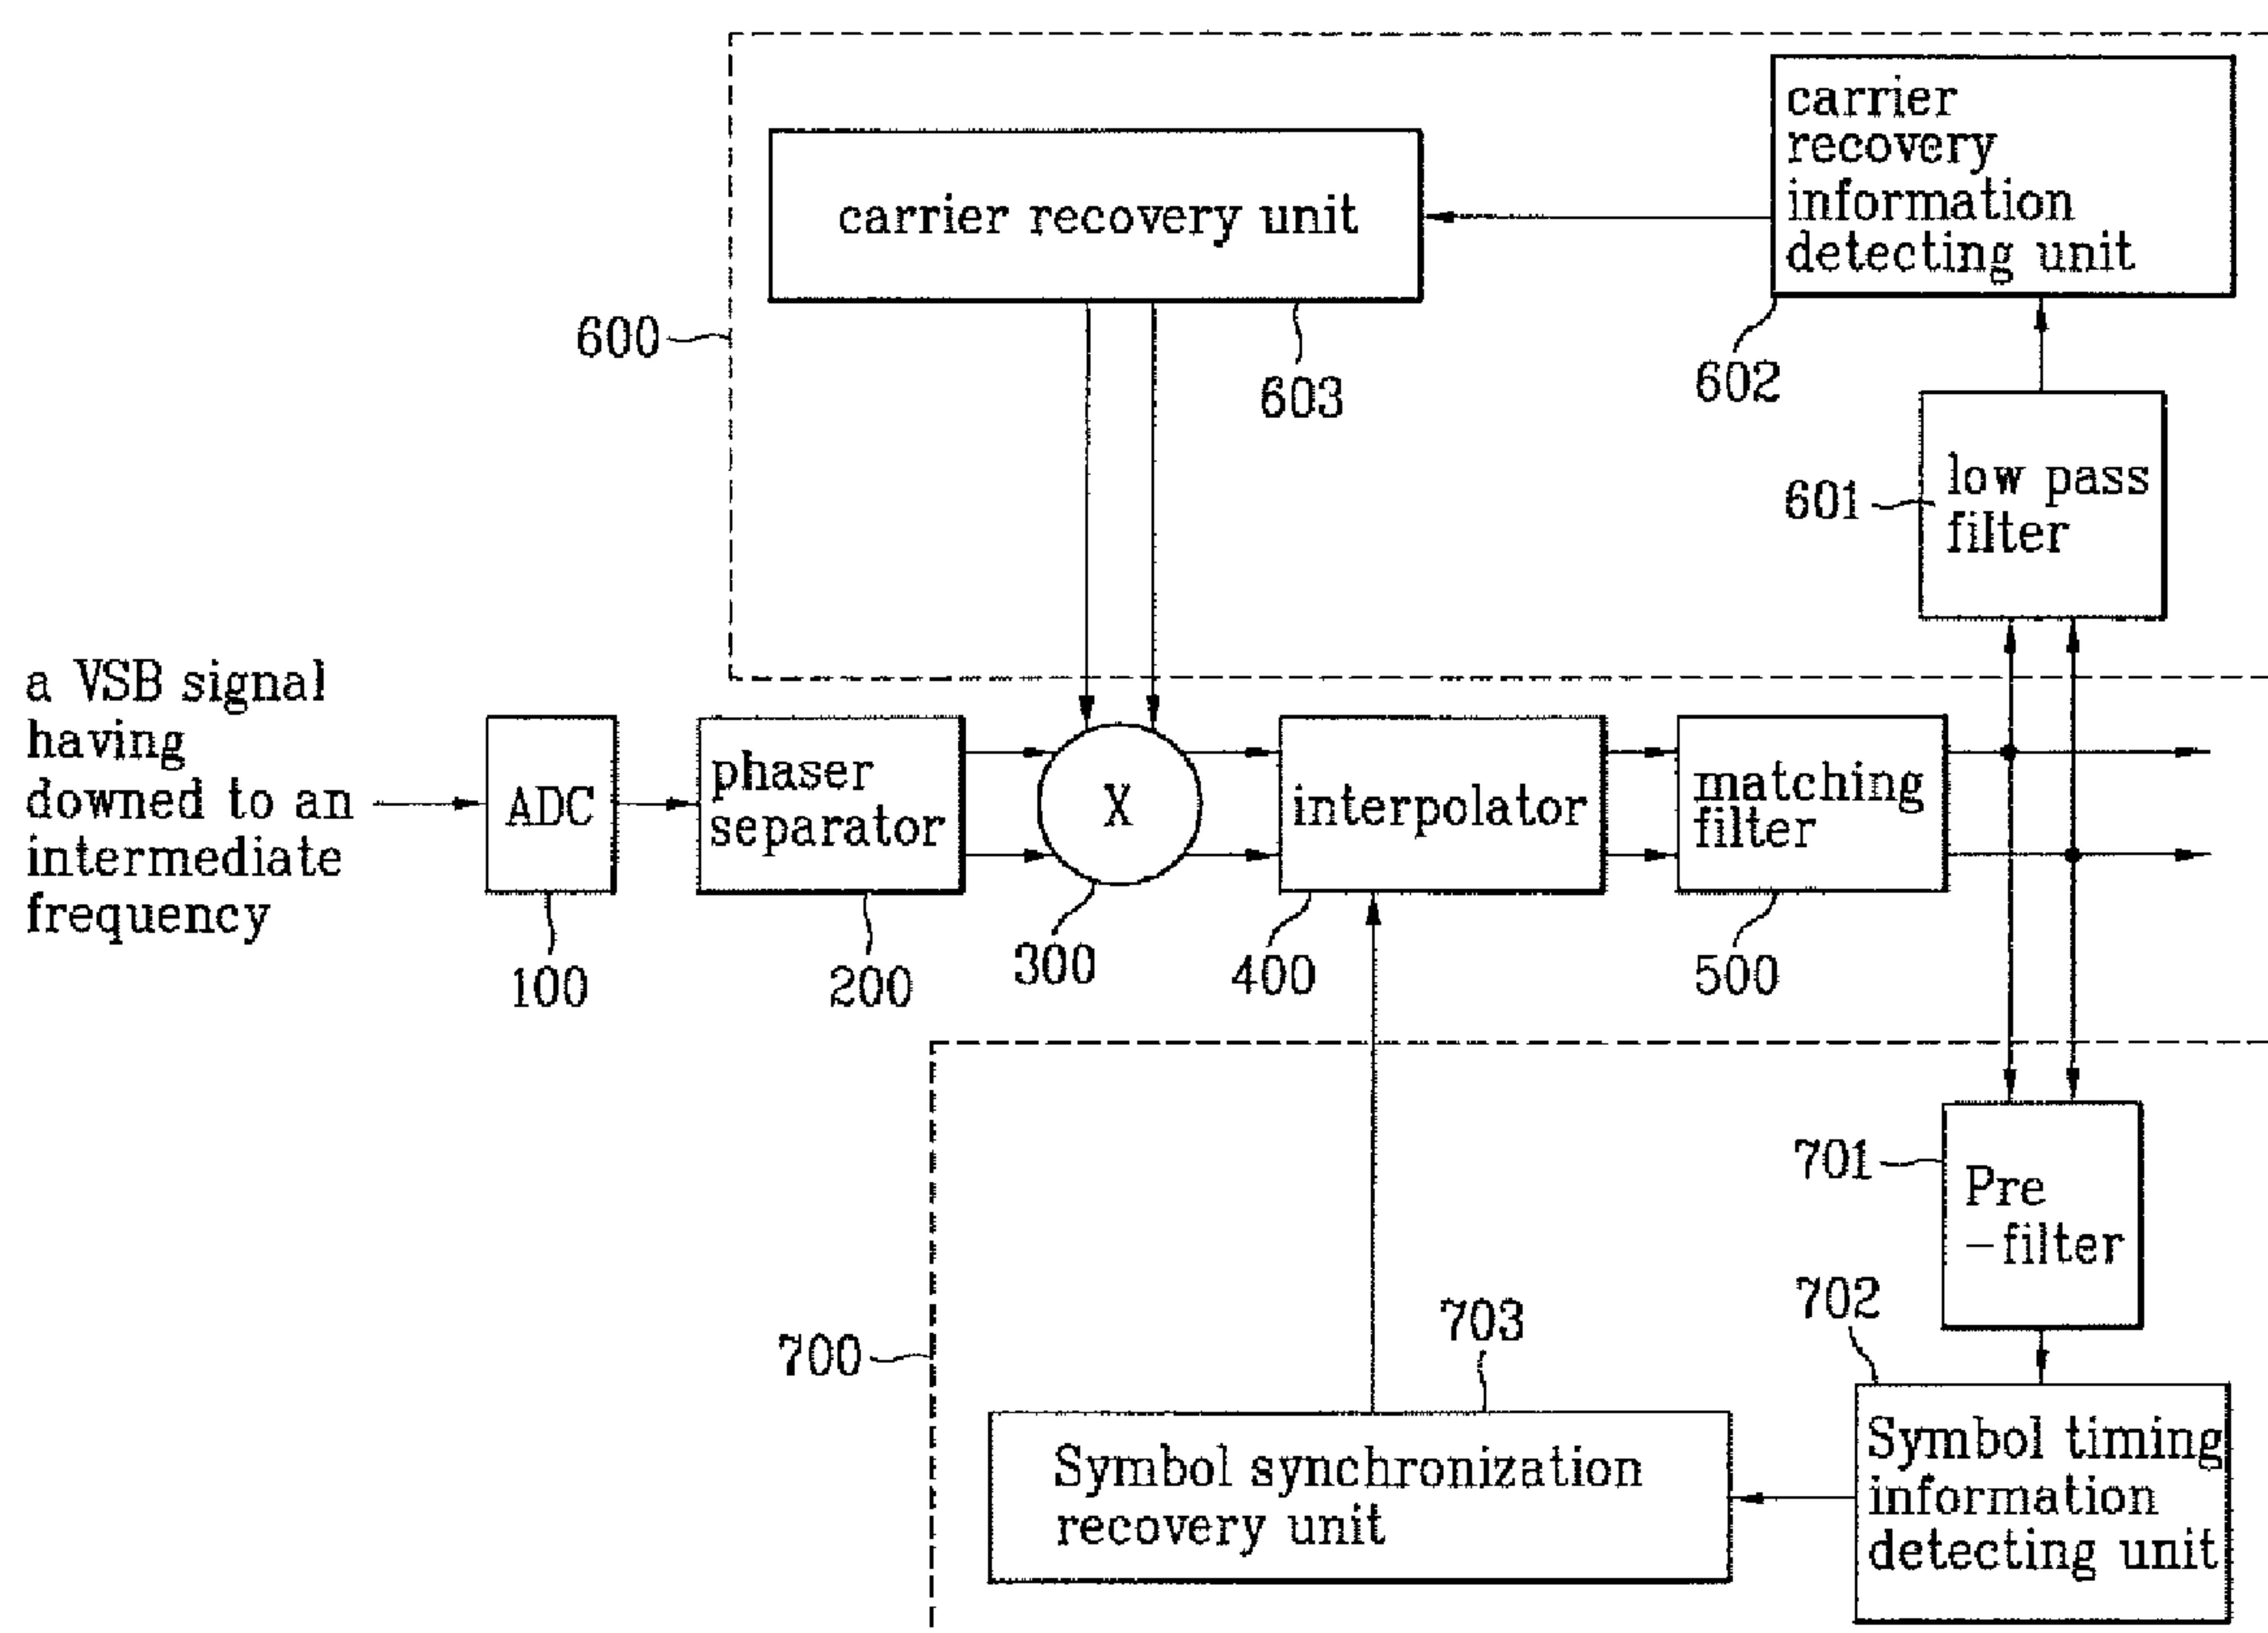 carrier
recovery
information
detecting unit
carrier recovery unit
600
603
602
601
low pass
filter
a VSB signal
having
downed to an
intermediate
frequency
ADC
phaser
separator
X
interpolator
matching
filter
100
200
300
400
500
701
Pre
-filter
702
703
700
Symbol synchronization
recovery unit
Symbol timing
information
detecting unit